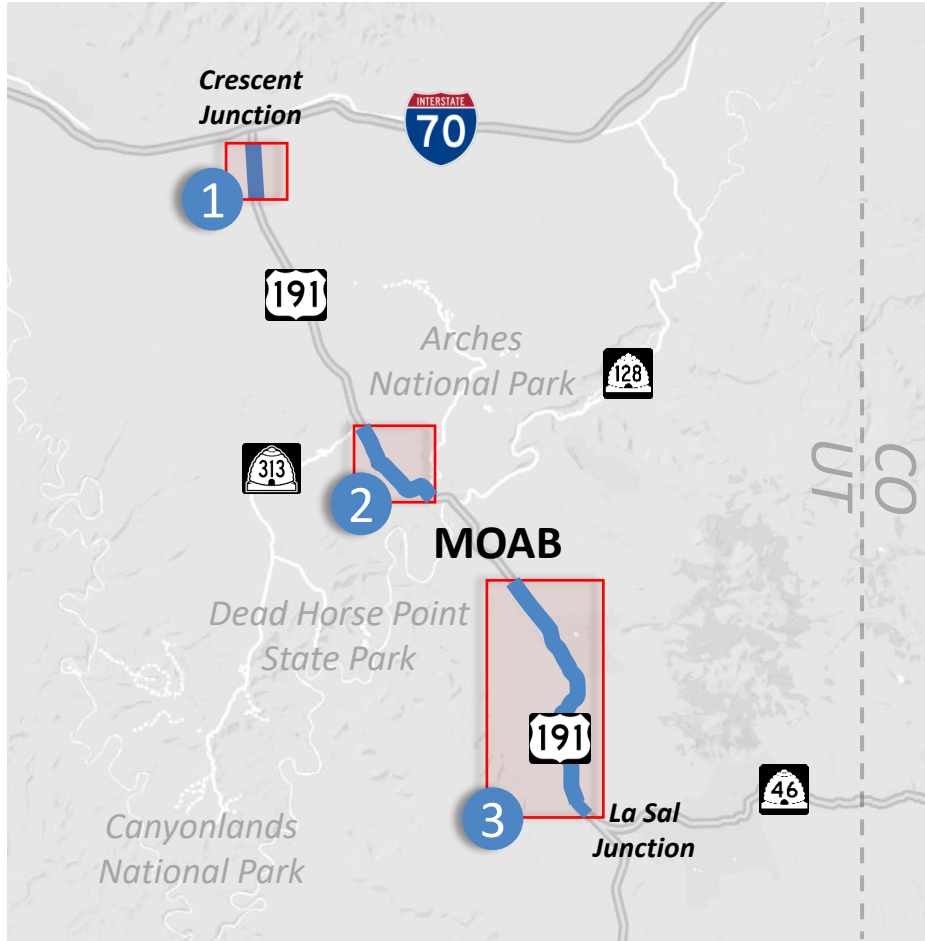 Crescent
Junction
INTERSTATE
70
1
191
Arches
National Park
128
313
2
UT
CO
MOAB
Dead Horse Point
State Park
191
46
3
La Sal
Junction
Canyonlands
National Park